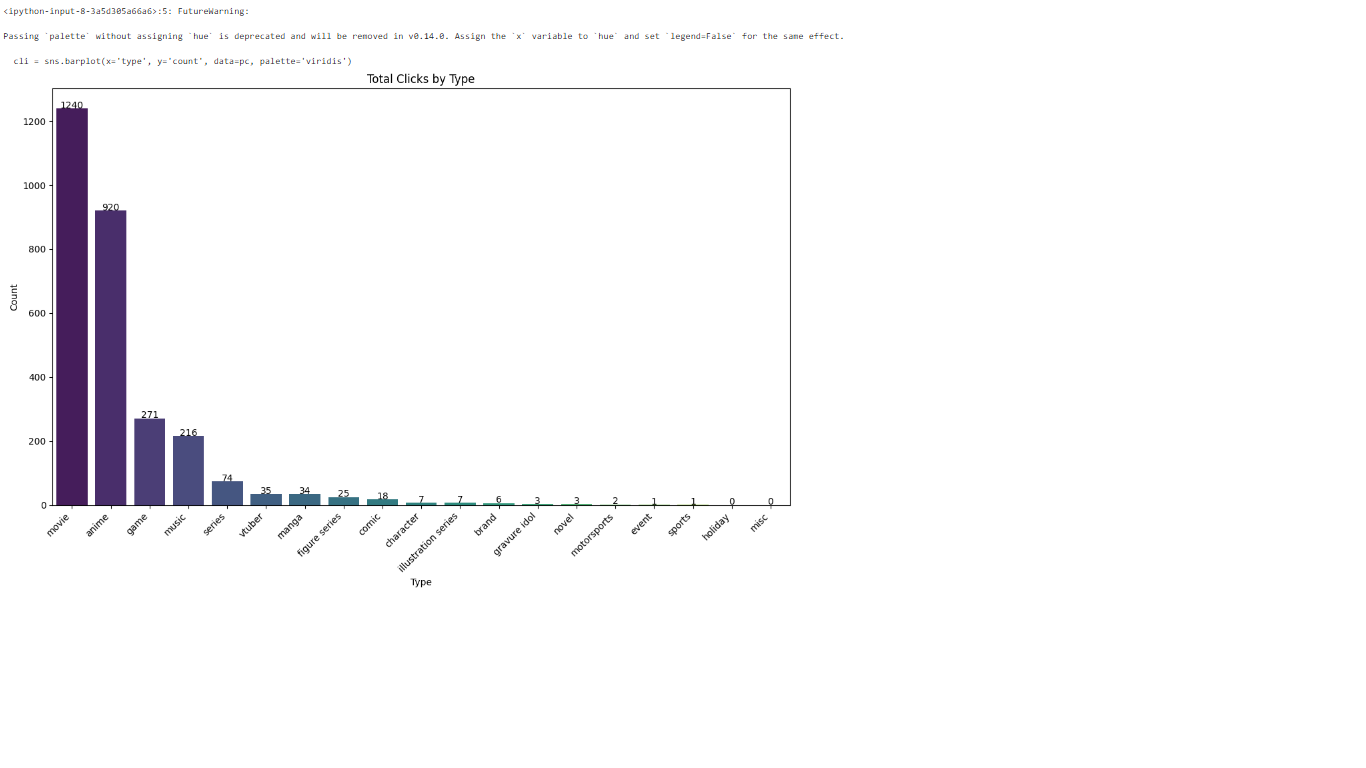 <ipython-input-8-3a5d305a66a6>:5: FutureWarning:
Passing `palette` without assigning `hue` is deprecated and will be removed in v0.14.0. Assign the `x` variable to `hue` and set `legend=False` for the same effect.
cli = sns.barplot(x='type', y='count', data=pc, palette='viridis')
Total Clicks by Type
1240
920
271
216
74
35
34
25
18
7
7
6
3
3
2
1
1
0
0
1200
1000
800
600
400
200
0
Count
movie
anime
game
music
series
vtuber
manga
figure series
comic
character
illustration series
brand
gravure idol
novel
motorsports
event
sports
holiday
misc
Type